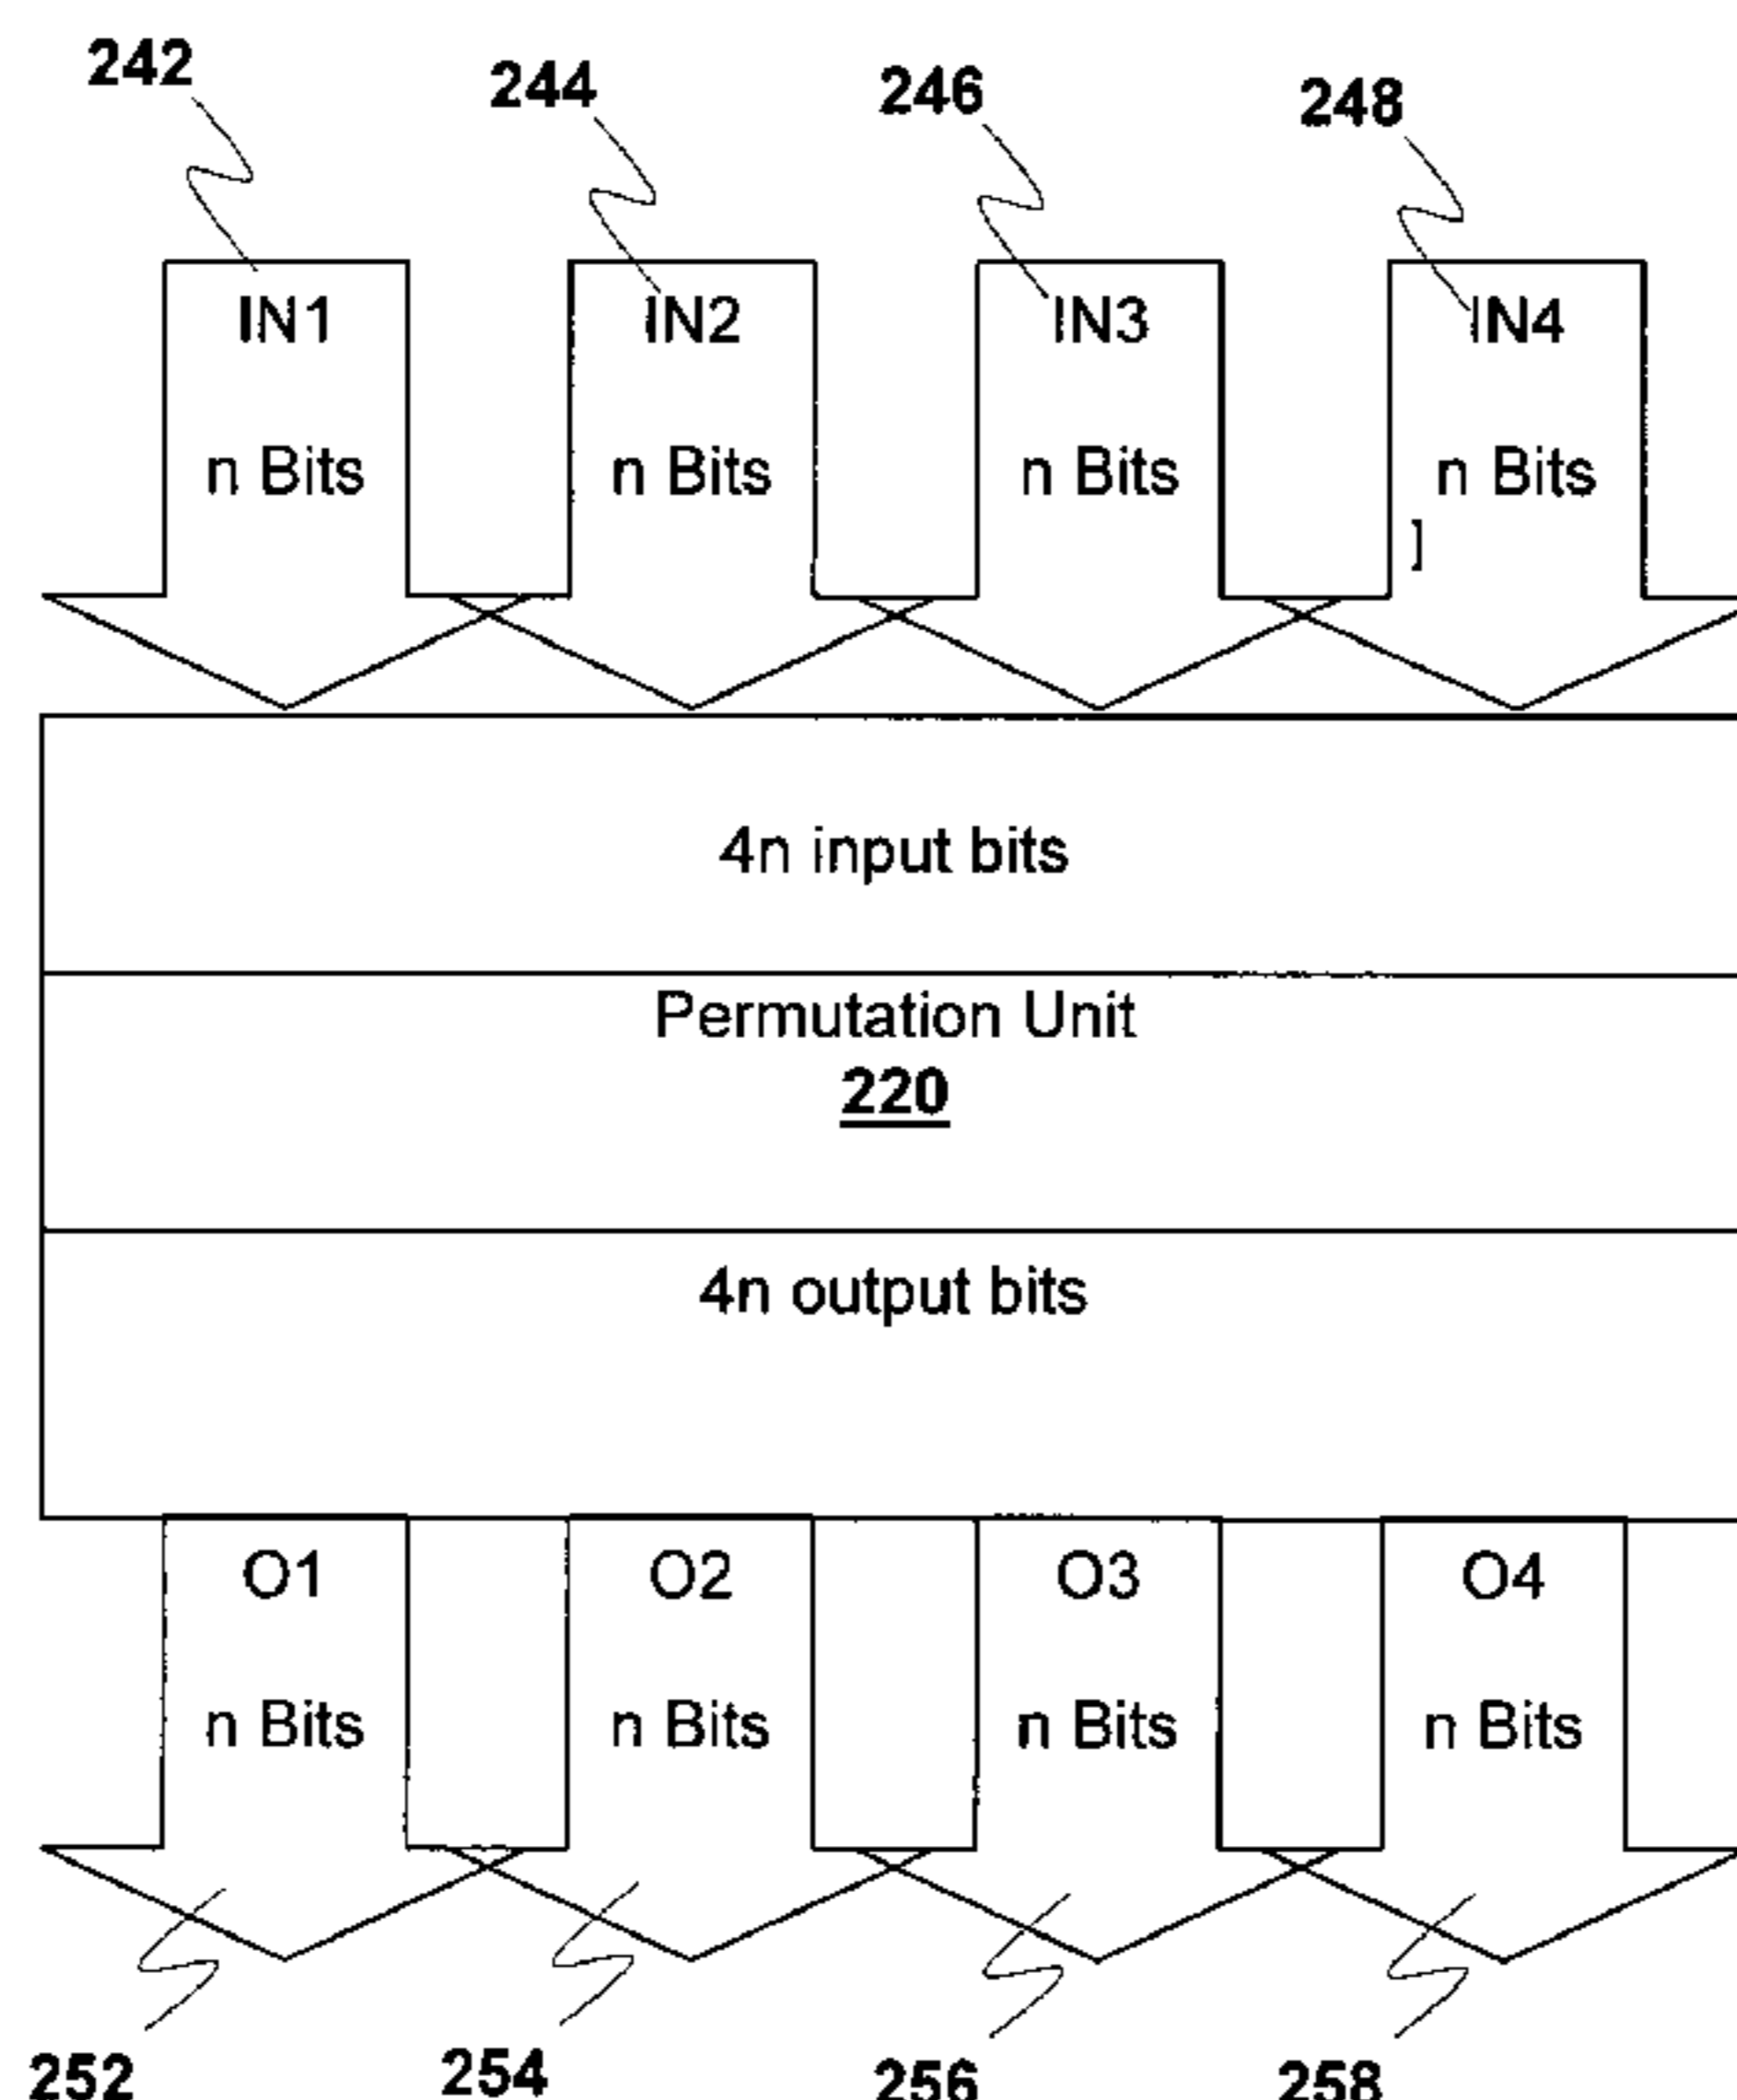 242 244 246 248
IN1 IN2 IN3 IN4
n Bits n Bits n Bits n Bits
]
4n input bits
Permutation Unit
220
4n output bits
O1 O2 O3 O4
n Bits n Bits n Bits n Bits
252 254 256 258